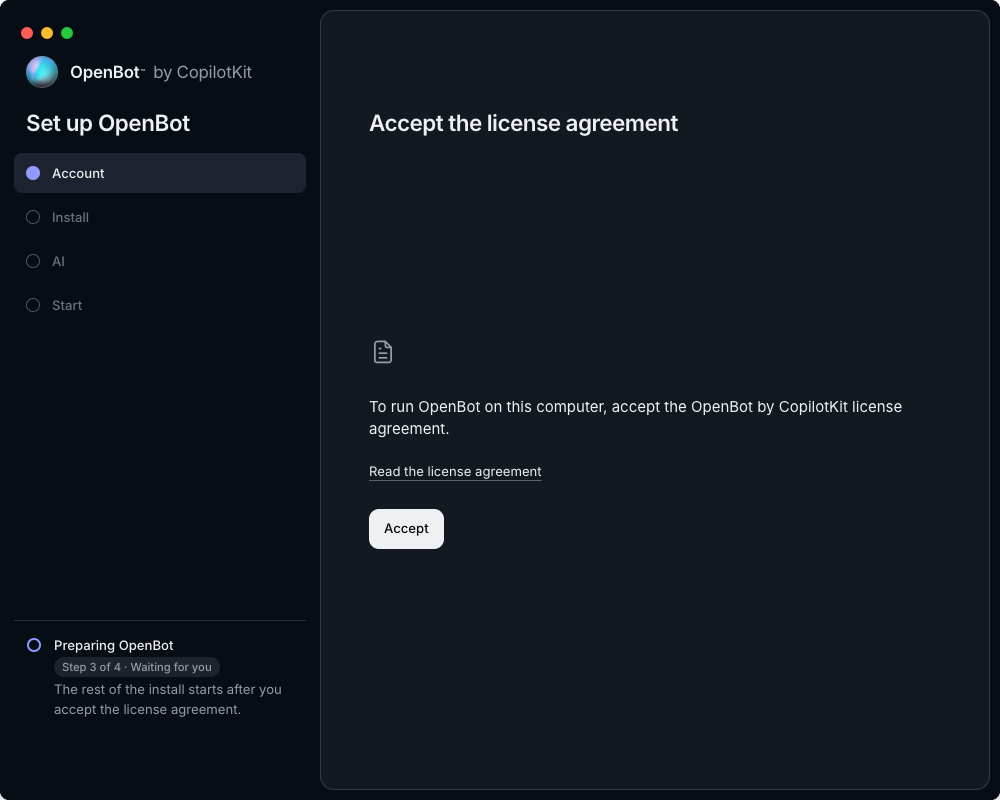 OpenBot™ by CopilotKit
Set up OpenBot
Account
Install
AI
Start
Preparing OpenBot
Step 3 of 4 · Waiting for you
The rest of the install starts after you
accept the license agreement.
Accept the license agreement
To run OpenBot on this computer, accept the OpenBot by CopilotKit license
agreement.
Read the license agreement
Accept